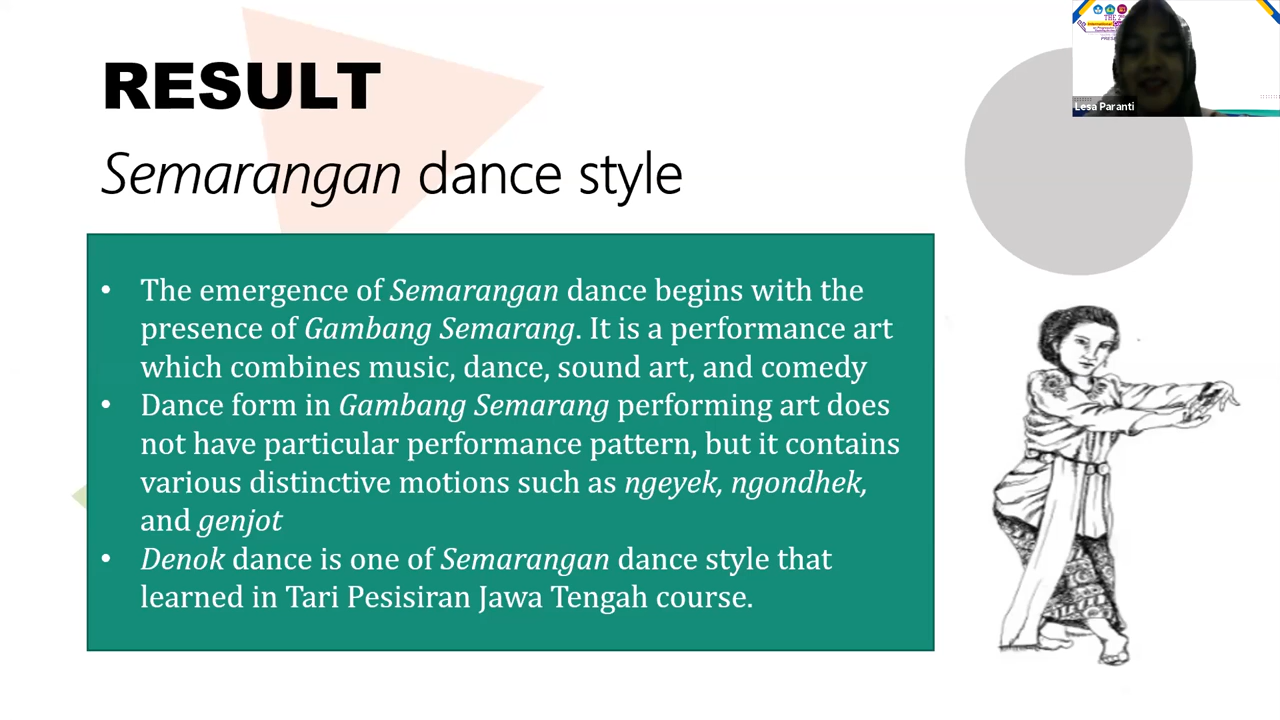 RESULT
Semarangan dance style
• The emergence of Semarangan dance begins with the
presence of Gambang Semarang. It is a performance art
which combines music, dance, sound art, and comedy
• Dance form in Gambang Semarang performing art does
not have particular performance pattern, but it contains
various distinctive motions such as ngeyek, ngondhek,
and genjot
• Denok dance is one of Semarangan dance style that
learned in Tari Pesisiran Jawa Tengah course.
THE 2
Lesa Paranti